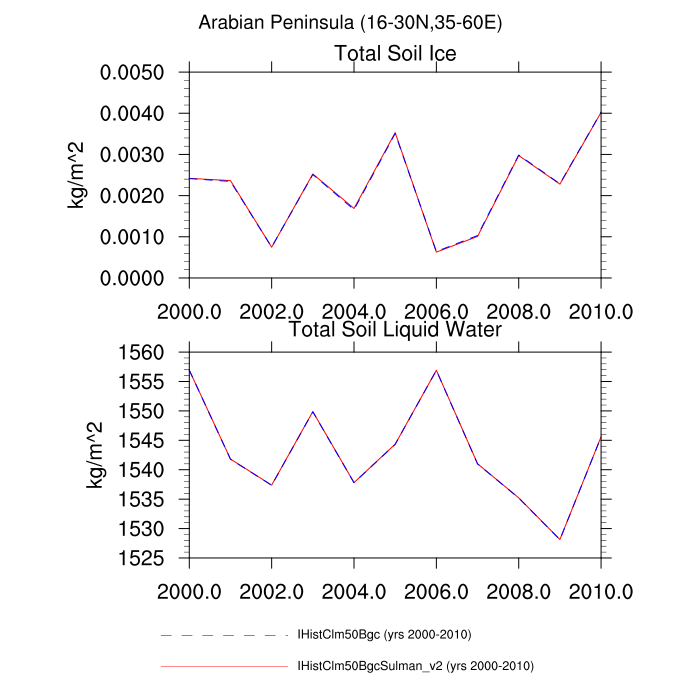 Arabian Peninsula (16-30N,35-60E)
Total Soil Ice
0.0050
0.0040
0.0030
0.0020
0.0010
0.0000
kg/m^2
2000.0 2002.0 2004.0 2006.0 2008.0 2010.0
Total Soil Liquid Water
1560
1555
1550
1545
1540
1535
1530
1525
kg/m^2
2000.0 2002.0 2004.0 2006.0 2008.0 2010.0
IHistClm50Bgc (yrs 2000-2010)
IHistClm50BgcSulman_v2 (yrs 2000-2010)